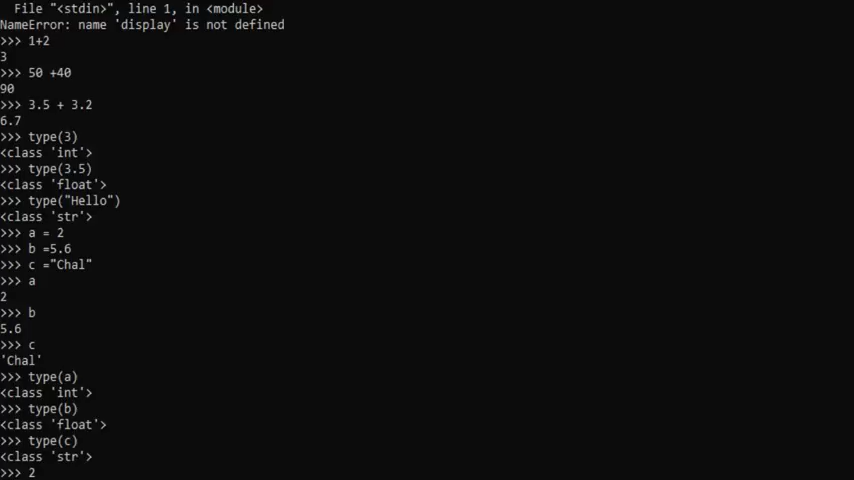 File "<stdin>", line 1, in <module>
NameError: name 'display' is not defined
>>> 1+2
3
>>> 50 +40
90
>>> 3.5 + 3.2
6.7
>>> type(3)
<class 'int'>
>>> type(3.5)
<class 'float'>
>>> type("Hello")
<class 'str'>
>>> a = 2
>>> b =5.6
>>> c ="Chal"
>>> a
2
>>> b
5.6
>>> c
'Chal'
>>> type(a)
<class 'int'>
>>> type(b)
<class 'float'>
>>> type(c)
<class 'str'>
>>> 2